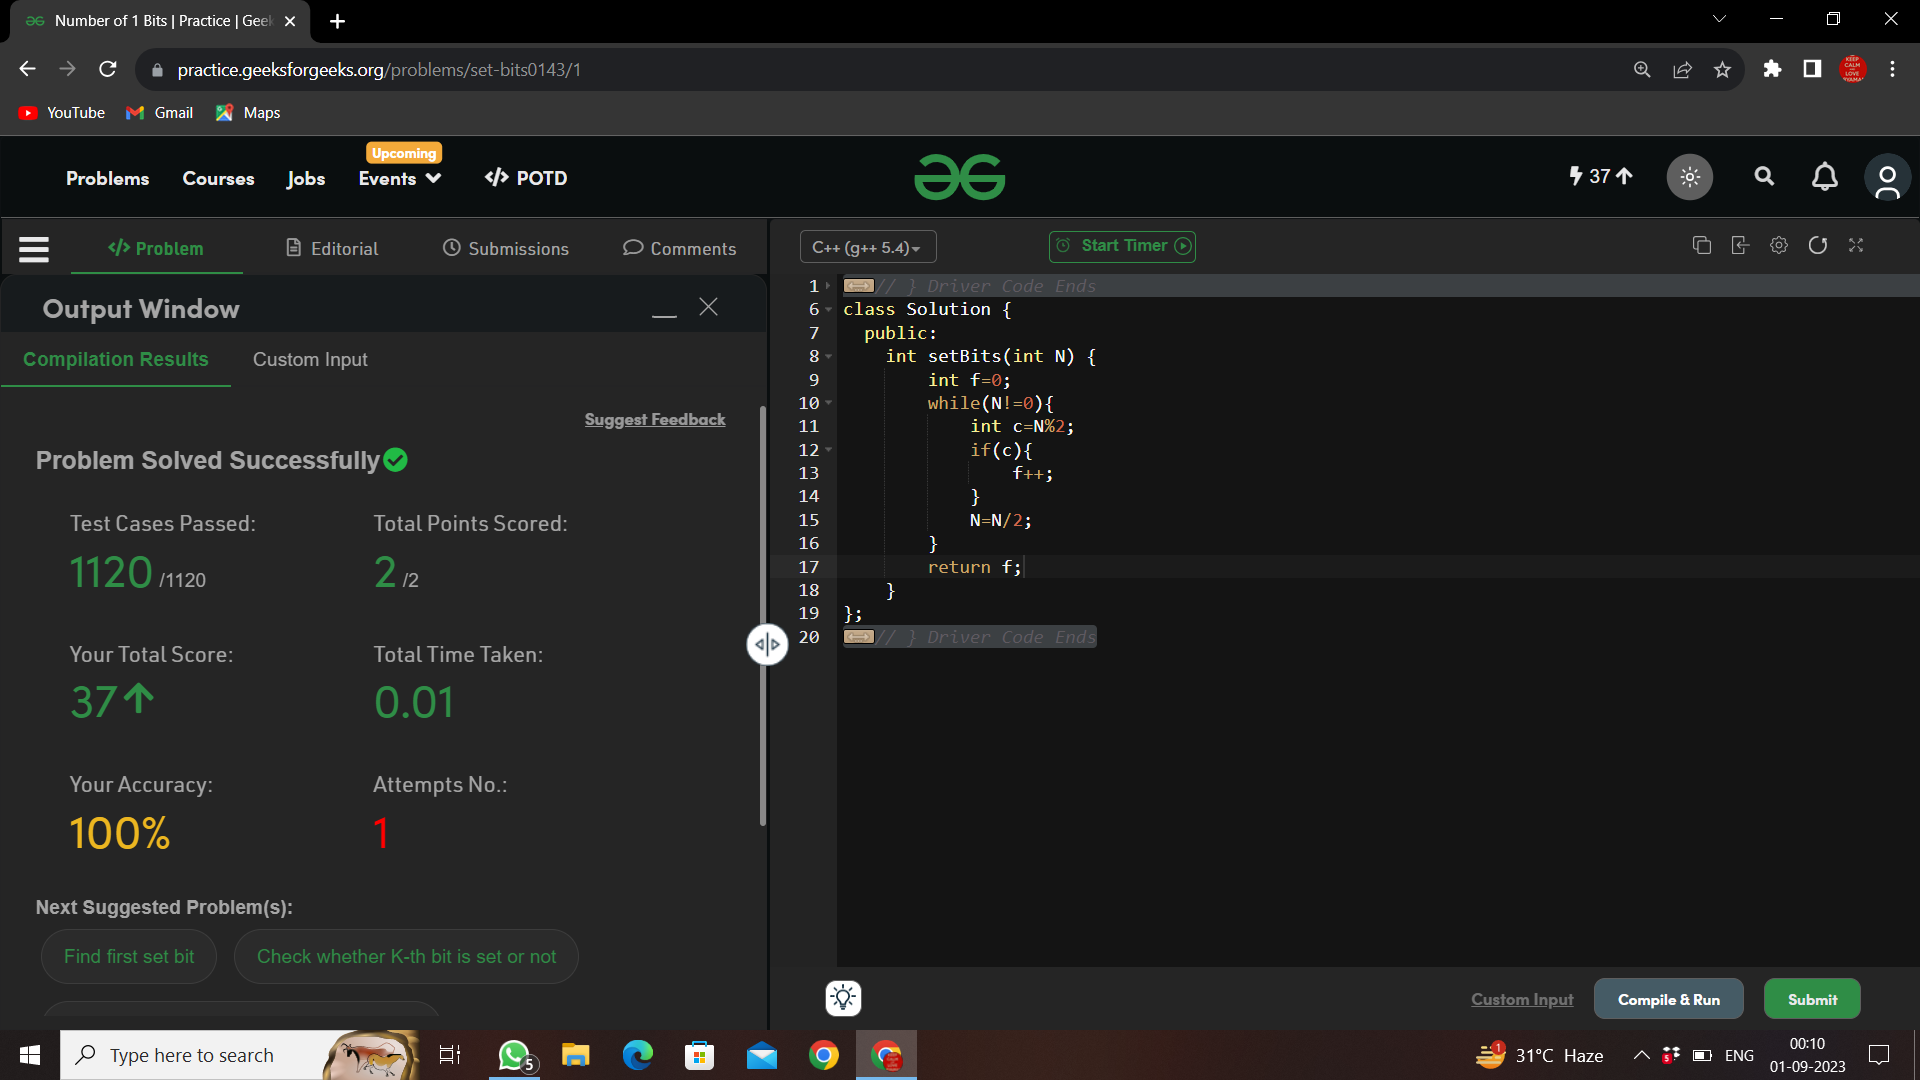 Number of 1 Bits | Practice | Geek
practice.geeksforgeeks.org/problems/set-bits0143/1
YouTube
Gmail
Maps
Problems
Courses
Jobs
Upcoming
Events
</> POTD
37
</> Problem
Editorial
Submissions
Comments
C++ (g++ 5.4)
Start Timer
Output Window
Compilation Results
Custom Input
Suggest Feedback
Problem Solved Successfully
Test Cases Passed:
1120 /1120
Total Points Scored:
2 /2
Your Total Score:
37
Total Time Taken:
0.01
Your Accuracy:
100%
Attempts No.:
1
Next Suggested Problem(s):
Find first set bit
Check whether K-th bit is set or not
1 // } Driver Code Ends
6 class Solution {
7 public:
8 int setBits(int N) {
9 int f=0;
10 while(N!=0){
11 int c=N%2;
12 if(c){
13 f++;
14 }
15 N=N/2;
16 }
17 return f;
18 }
19 };
20 // } Driver Code Ends
Custom Input
Compile & Run
Submit
Type here to search
5
1
31°C Haze
5
ENG
00:10
01-09-2023